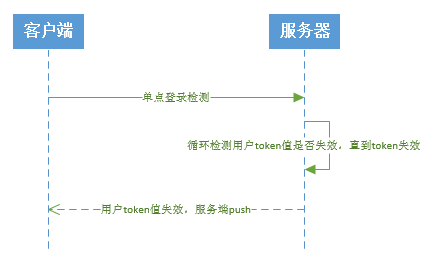 客户端
服务器
单点登录检测
循环检测用户token值是否失效，直到token失效
用户token值失效，服务端push